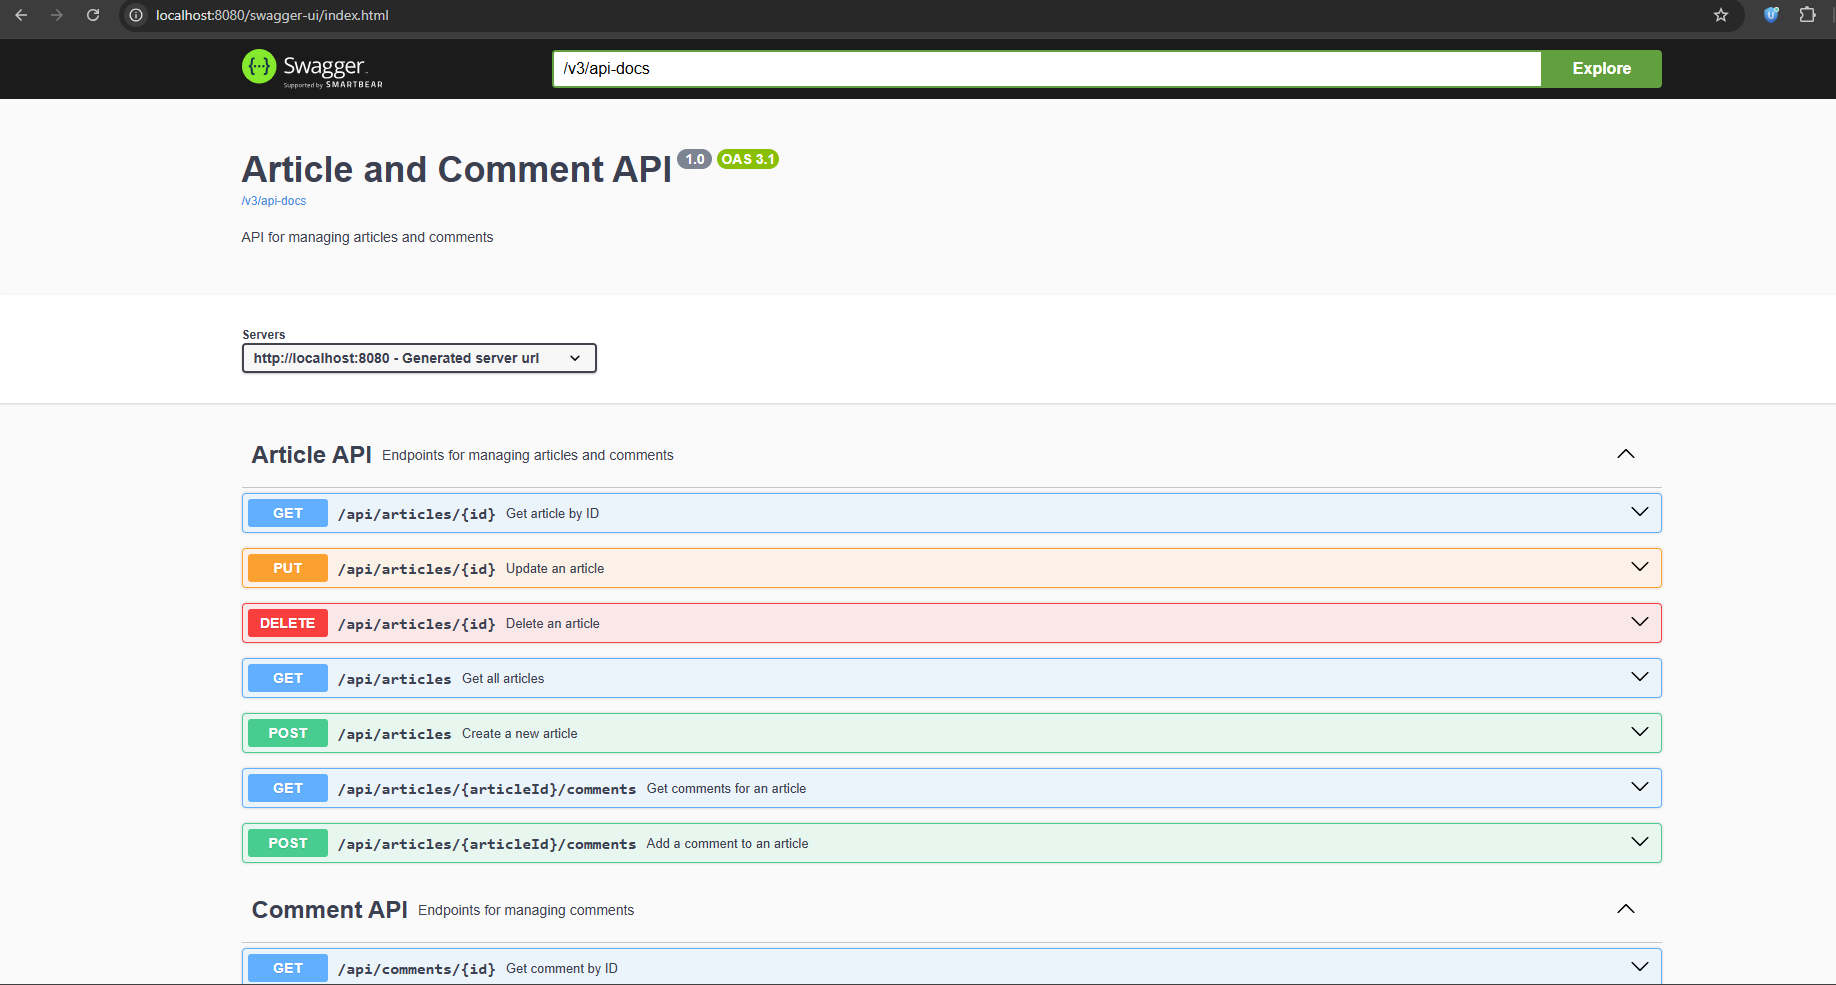 localhost:8080/swagger-ui/index.html
{···} Swagger.
Supported by SMARTBEAR
/v3/api-docs
Explore
Article and Comment API 1.0 OAS 3.1
/v3/api-docs
API for managing articles and comments
Servers
http://localhost:8080 - Generated server url
Article API Endpoints for managing articles and comments
GET /api/articles/{id} Get article by ID
PUT /api/articles/{id} Update an article
DELETE /api/articles/{id} Delete an article
GET /api/articles Get all articles
POST /api/articles Create a new article
GET /api/articles/{articleId}/comments Get comments for an article
POST /api/articles/{articleId}/comments Add a comment to an article
Comment API Endpoints for managing comments
GET /api/comments/{id} Get comment by ID